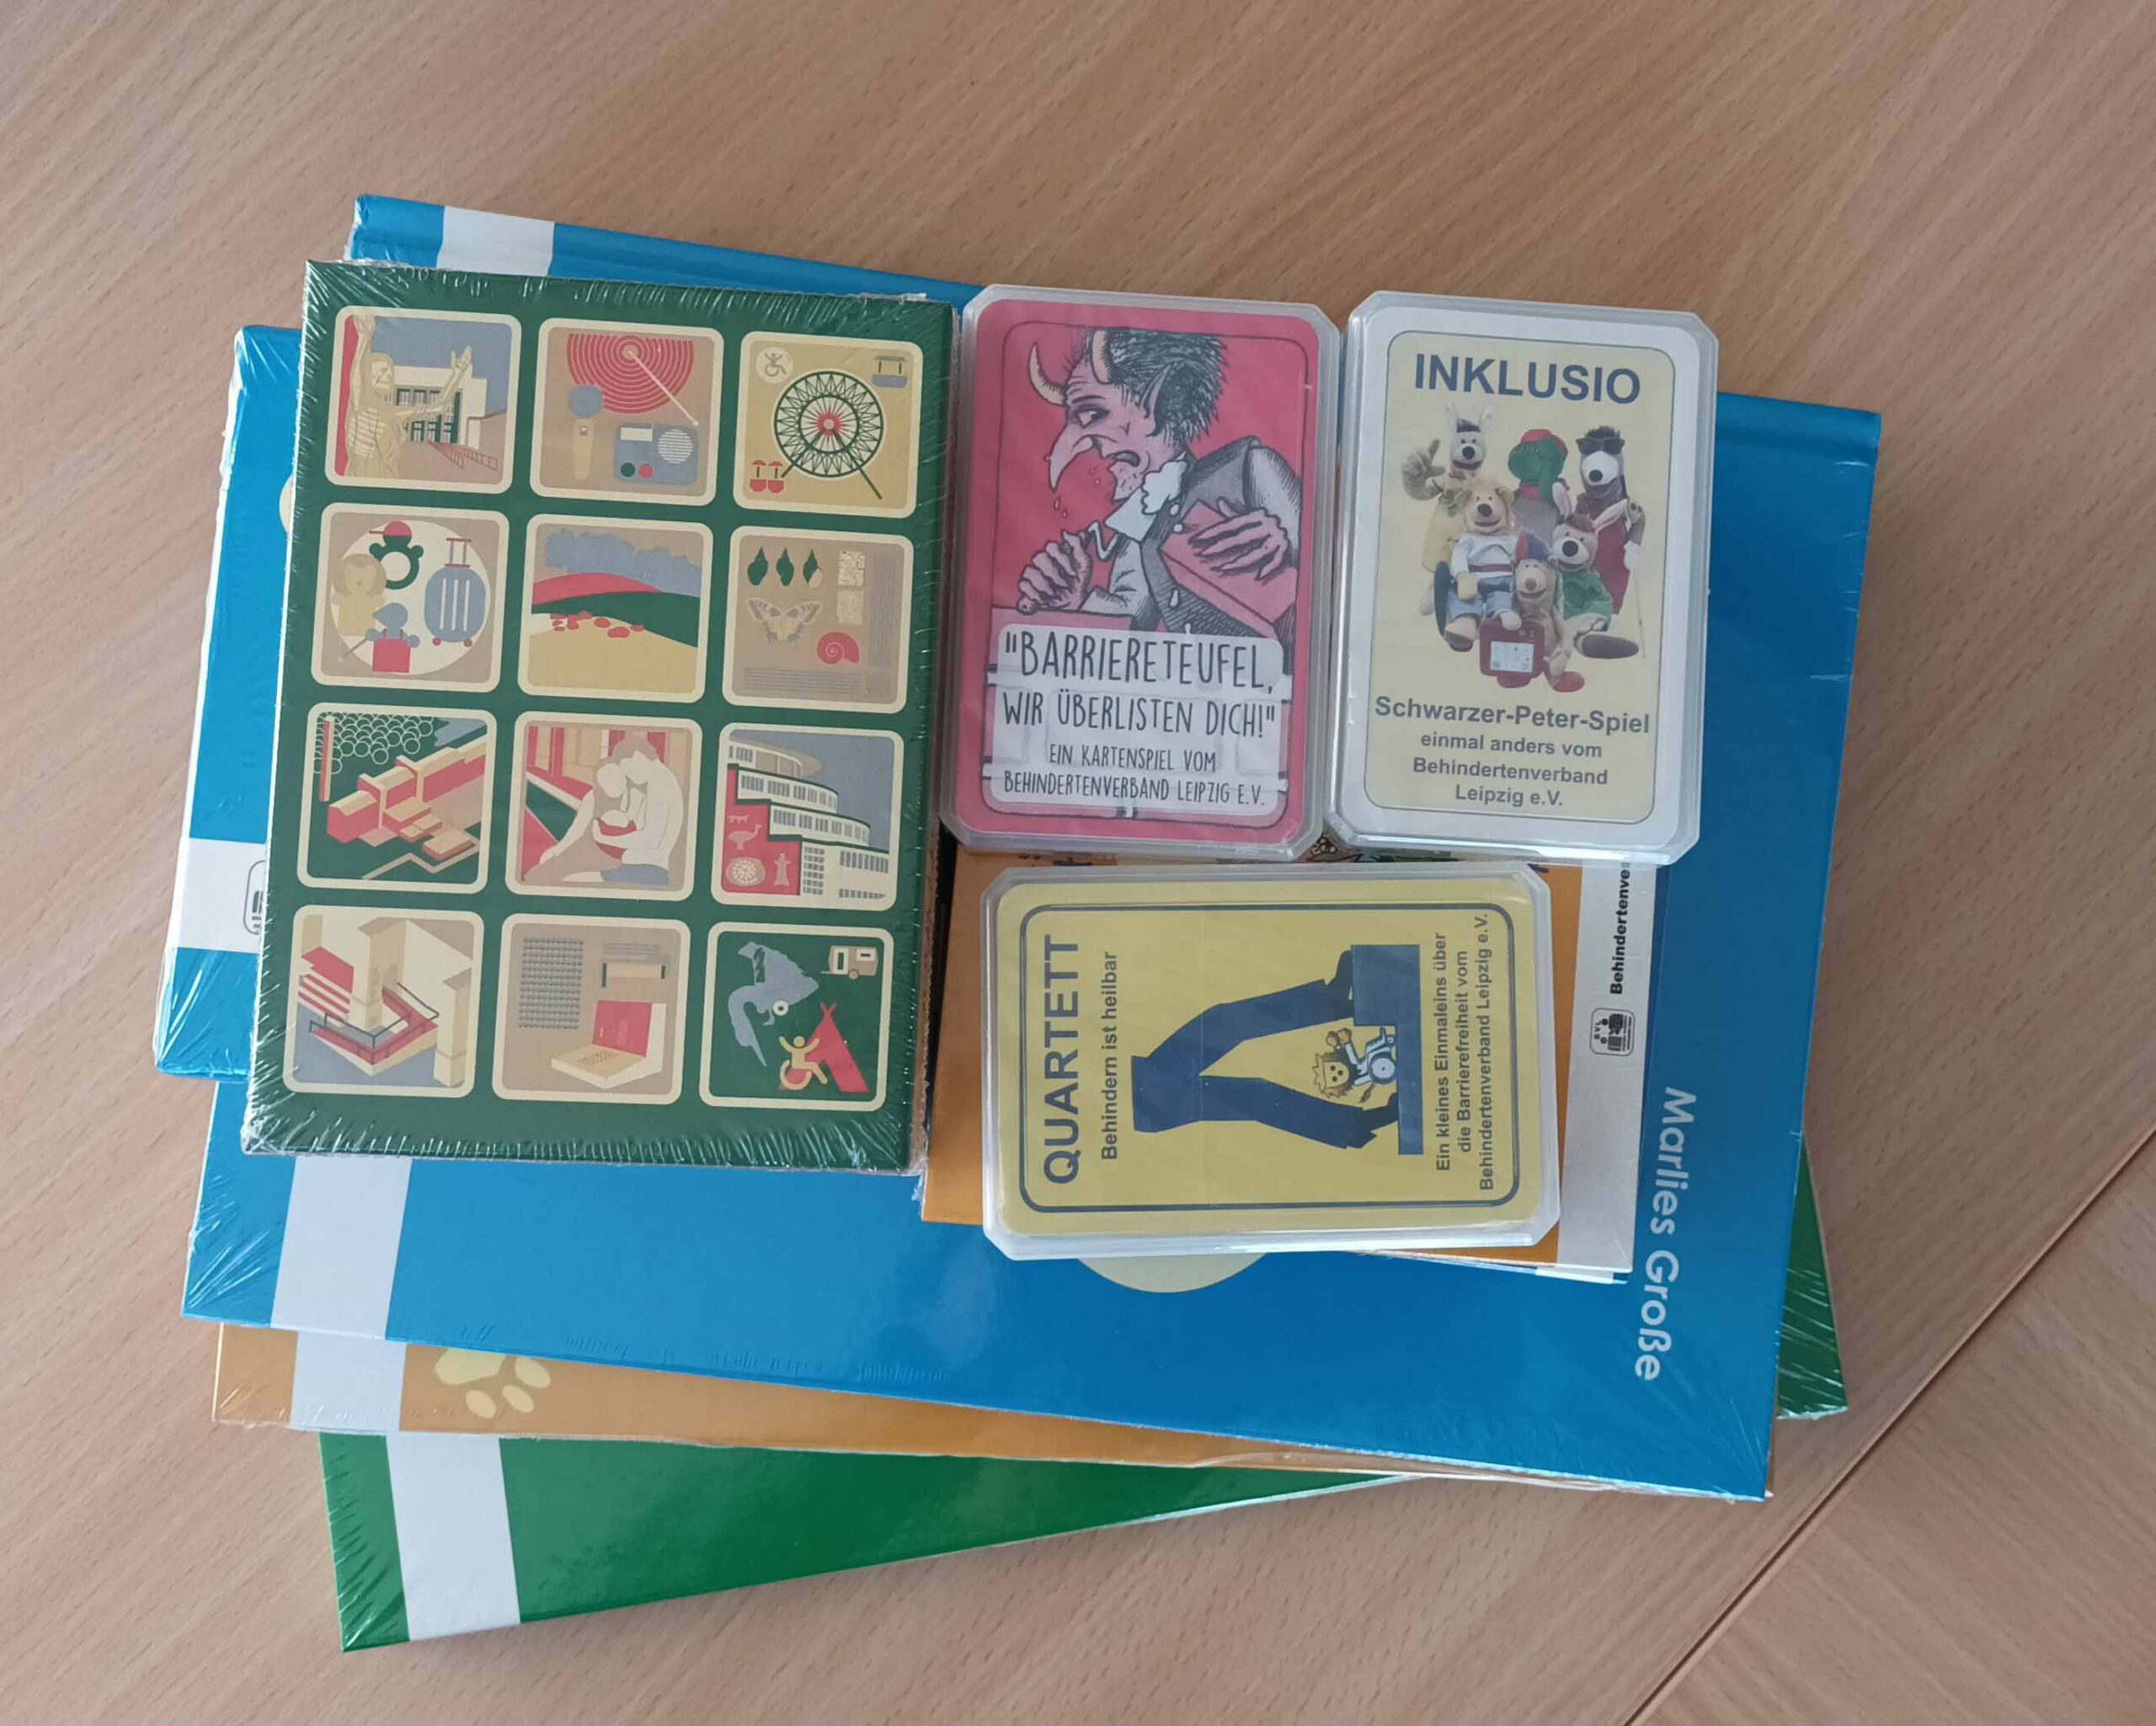 "BARRIERETEUFEL,
WIR ÜBERLISTEN DICH!"
EIN KARTENSPIEL VOM
BEHINDERTENVERBAND LEIPZIG E.V.
INKLUSIO
Schwarzer-Peter-Spiel
einmal anders vom
Behindertenverband
Leipzig e.V.
QUARTETT
Behindern ist heilbar
Ein kleines Einmaleins über
die Barrierefreiheit vom
Behindertenverband Leipzig e.V.
Behindertenve
Marlies Große